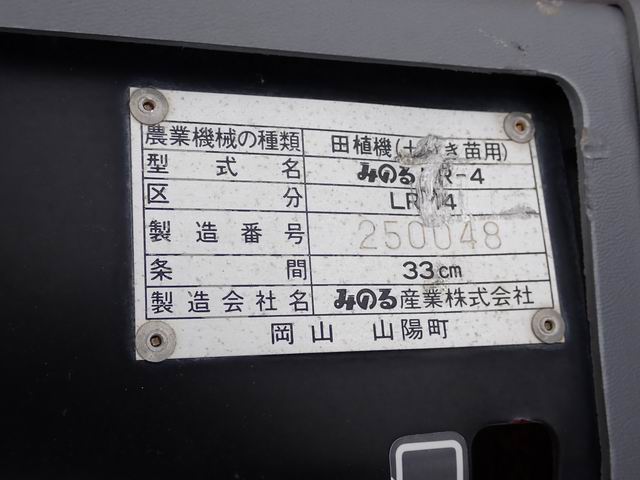 農業機械の種類 田植機(土 き苗用)
型式名 みのる R-4
区分 LR 4
製造番号 250048
条間 33cm
製造会社名 みのる産業株式会社
岡山 山陽町